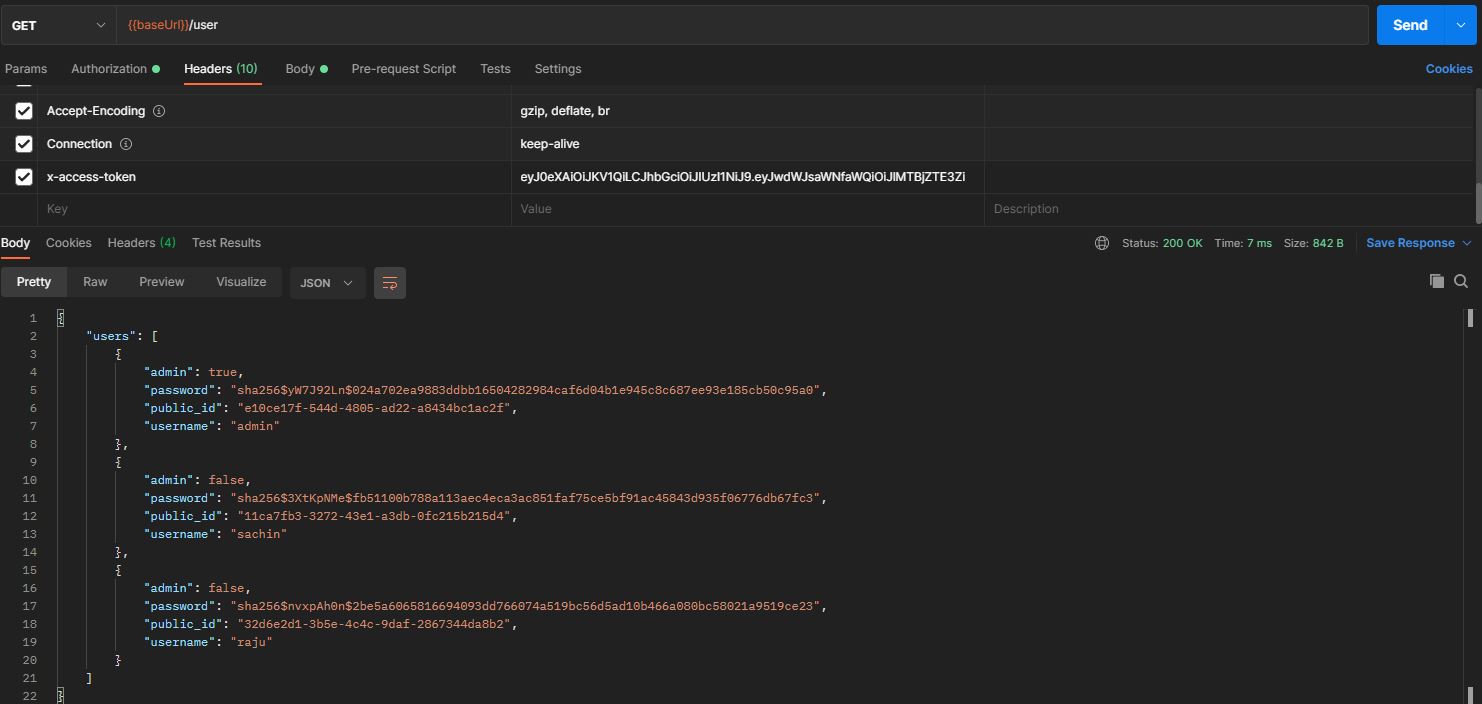 GET {{baseUrl}}/user Send
Params Authorization Headers (10) Body Pre-request Script Tests Settings Cookies
Accept-Encoding gzip, deflate, br
Connection keep-alive
x-access-token eyJ0eXAiOiJKV1QiLCJhbGciOiJIUzI1NiJ9.eyJwdWJsaWNfaWQiOiJlMTBjZTE3Zi
Key Value Description
Body Cookies Headers (4) Test Results Status: 200 OK Time: 7 ms Size: 842 B Save Response
Pretty Raw Preview Visualize JSON
1 {
2 "users": [
3 {
4 "admin": true,
5 "password": "sha256$yW7J92Ln$024a702ea9883ddbb16504282984caf6d04b1e945c8c687ee93e185cb50c95a0",
6 "public_id": "e10ce17f-544d-4805-ad22-a8434bc1ac2f",
7 "username": "admin"
8 },
9 {
10 "admin": false,
11 "password": "sha256$3XtKpNMe$fb51100b788a113aec4eca3ac851faf75ce5bf91ac45843d935f06776db67fc3",
12 "public_id": "11ca7fb3-3272-43e1-a3db-0fc215b215d4",
13 "username": "sachin"
14 },
15 {
16 "admin": false,
17 "password": "sha256$nvxpAh0n$2be5a6065816694093dd766074a519bc56d5ad10b466a080bc58021a9519ce23",
18 "public_id": "32d6e2d1-3b5e-4c4c-9daf-2867344da8b2",
19 "username": "raju"
20 }
21 ]
22 }